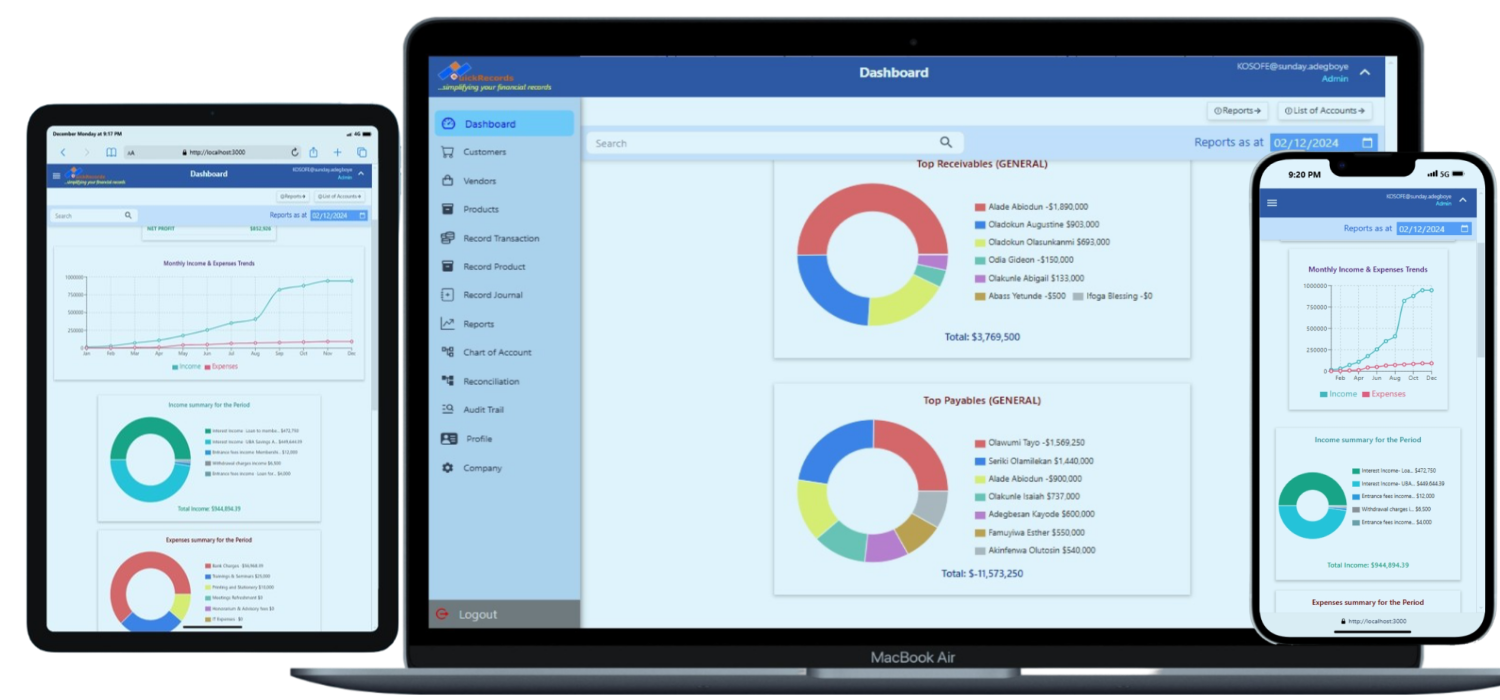 December Monday at 9:17 PM
4G
AA
http://localhost:3000
...simplifying your financial records
Dashboard
KOSOFE@sunday.adegboye
Admin
Reports
List of Accounts
Search
Reports as at
02/12/2024
NET PROFIT
Monthly Income & Expenses Trends
1000000
750000
500000
250000
0
Jan Feb Mar Apr May Jun Jul Aug Sep Oct Nov Dec
Income Expenses
Income summary for the Period
Interest Income $472,750
Interest Income- UBA Savings A... $449,644.39
Entrance fees income $12,000
Withdrawal charges income $8,500
Entrance fees income $4,000
Total Income: $944,894.39
Expenses summary for the Period
Bank Charges
Trainings & Seminars
Printing and Stationery
Meetings Refreshment $0
Honorarium & Advisory Fees $0
IT Expenses $0
uickRecords
...simplifying your financial records
Dashboard
KOSOFE@sunday.adegboye
Admin
Reports
List of Accounts
Search
Reports as at
02/12/2024
Dashboard
Customers
Vendors
Products
Record Transaction
Record Product
Record Journal
Reports
Chart of Account
Reconciliation
Audit Trail
Profile
Company
Logout
Top Receivables (GENERAL)
Alade Abiodun -$1,890,000
Oladokun Augustine $903,000
Oladokun Olasunkanmi $693,000
Odia Gideon -$150,000
Olakunle Abigail $133,000
Abass Yetunde -$500 Ifoga Blessing -$0
Total: $3,769,500
Top Payables (GENERAL)
Olawumi Tayo -$1,569,250
Seriki Olamilekan $1,440,000
Alade Abiodun -$900,000
Olakunle Isaiah $737,000
Adegbesan Kayode $600,000
Famuyiwa Esther $550,000
Akinfenwa Olutosin $540,000
Total: $-11,573,250
MacBook Air
9:20 PM
5G
KOSOFE@sunday.adegboye
Admin
Reports as at
02/12/2024
Monthly Income & Expenses Trends
1000000
750000
500000
250000
0
Feb Apr Jun Aug Oct Dec
Income Expenses
Income summary for the Period
Interest Income- Loa... $472,750
Interest Income- UBA... $449,644.39
Entrance fees income... $12,000
Withdrawal charges i... $8,500
Entrance fees income... $4,000
Total Income: $944,894.39
Expenses summary for the Period
http://localhost:3000